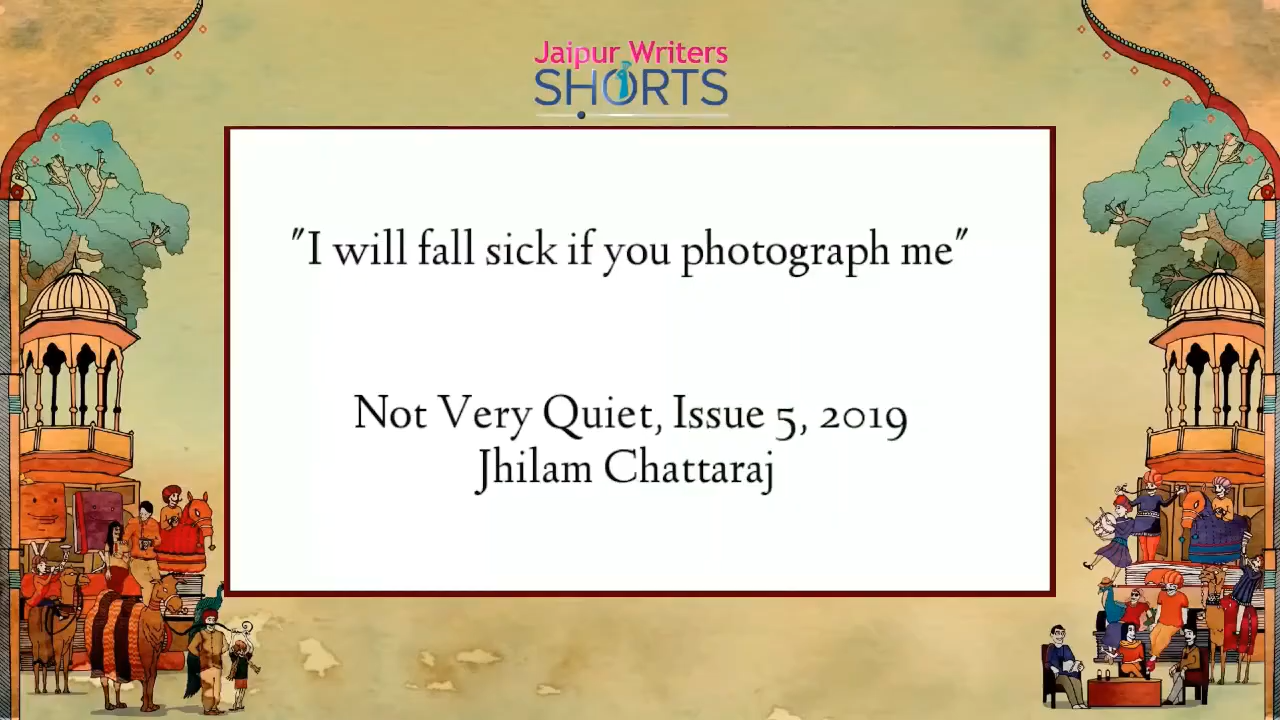 Jaipur Writers
SHORTS
"I will fall sick if you photograph me"
Not Very Quiet, Issue 5, 2019
Jhilam Chattaraj